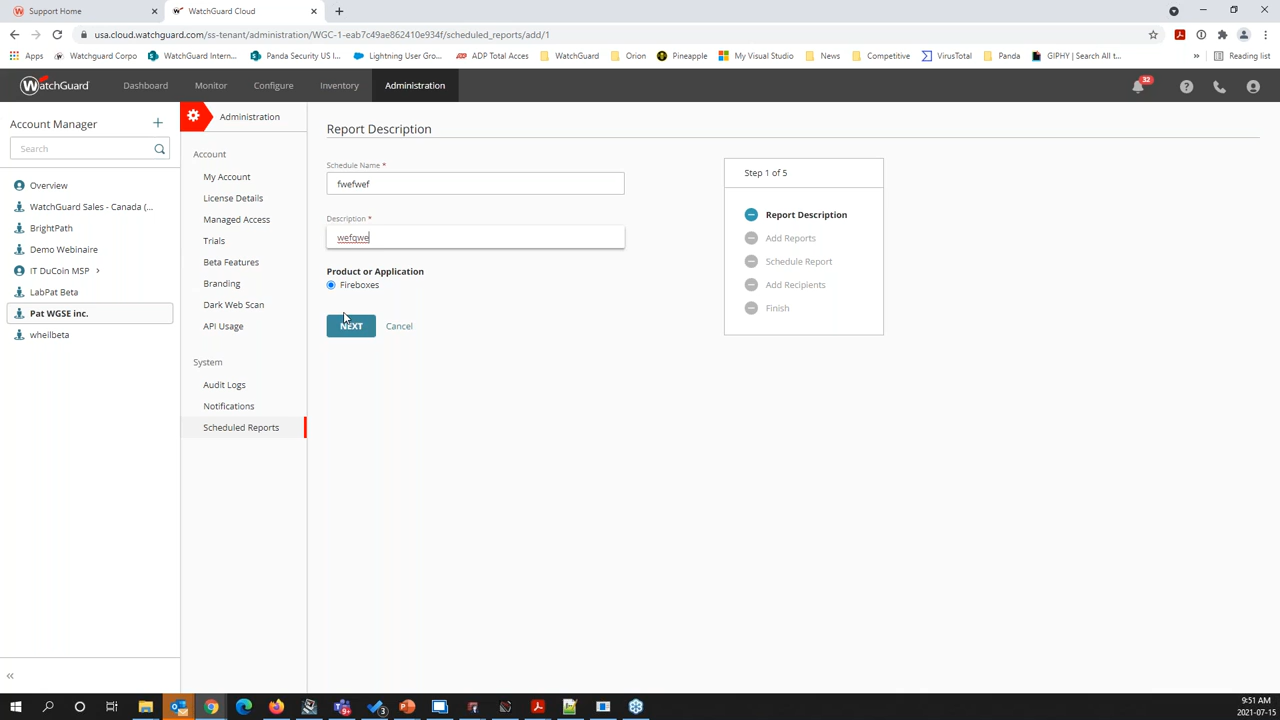 Support Home
WatchGuard Cloud
usa.cloud.watchguard.com/ss-tenant/administration/WGC-1-eab7c49ae862410e934f/scheduled_reports/add/1
Apps
Watchguard Corpo
WatchGuard Intern...
Panda Security US I...
Lightning User Grou...
ADP Total Acces
WatchGuard
Orion
Pineapple
My Visual Studio
News
Competitive
VirusTotal
Panda
GIPHY | Search All t...
»
Reading list
WatchGuard
Dashboard
Monitor
Configure
Inventory
Administration
32
Account Manager
Search
Overview
WatchGuard Sales - Canada (...
BrightPath
Demo Webinaire
IT DuCoin MSP
LabPat Beta
Pat WGSE inc.
wheilbeta
«
Administration
Account
My Account
License Details
Managed Access
Trials
Beta Features
Branding
Dark Web Scan
API Usage
System
Audit Logs
Notifications
Scheduled Reports
Report Description
Schedule Name *
fwefwef
Description *
wefqwe
Product or Application
Fireboxes
NEXT
Cancel
Step 1 of 5
Report Description
Add Reports
Schedule Report
Add Recipients
Finish
9:51 AM
2021-07-15